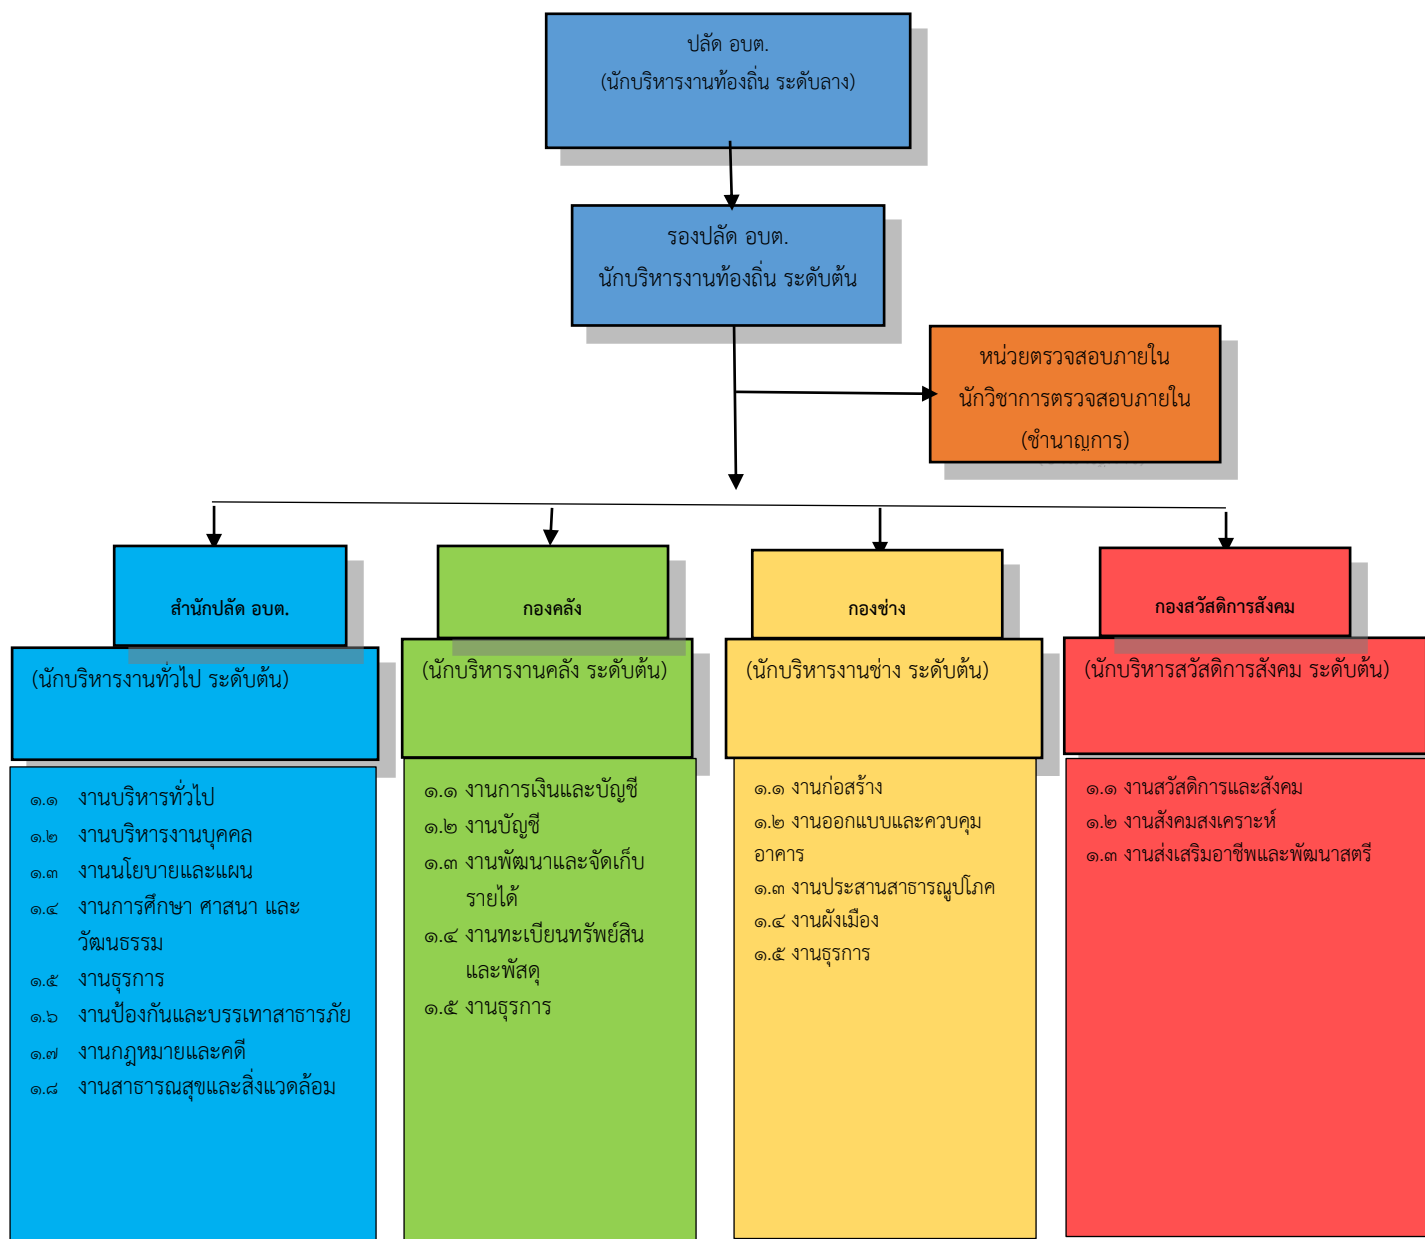 ปลัด อบต.
(นักบริหารงานท้องถิ่น ระดับลาง)
รองปลัด อบต.
นักบริหารงานท้องถิ่น ระดับต้น
หน่วยตรวจสอบภายใน
นักวิชาการตรวจสอบภายใน
(ชำนาญการ)
สำนักปลัด อบต.
(นักบริหารงานทั่วไป ระดับต้น)
๑.๑ งานบริหารทั่วไป
๑.๒ งานบริหารงานบุคคล
๑.๓ งานนโยบายและแผน
๑.๔ งานการศึกษา ศาสนา และ
วัฒนธรรม
๑.๕ งานธุรการ
๑.๖ งานป้องกันและบรรเทาสาธารภัย
๑.๗ งานกฎหมายและคดี
๑.๘ งานสาธารณสุขและสิ่งแวดล้อม
กองคลัง
(นักบริหารงานคลัง ระดับต้น)
๑.๑ งานการเงินและบัญชี
๑.๒ งานบัญชี
๑.๓ งานพัฒนาและจัดเก็บ
รายได้
๑.๔ งานทะเบียนทรัพย์สิน
และพัสดุ
๑.๕ งานธุรการ
กองช่าง
(นักบริหารงานช่าง ระดับต้น)
๑.๑ งานก่อสร้าง
๑.๒ งานออกแบบและควบคุม
อาคาร
๑.๓ งานประสานสาธารณูปโภค
๑.๔ งานผังเมือง
๑.๕ งานธุรการ
กองสวัสดิการสังคม
(นักบริหารสวัสดิการสังคม ระดับต้น)
๑.๑ งานสวัสดิการและสังคม
๑.๒ งานสังคมสงเคราะห์
๑.๓ งานส่งเสริมอาชีพและพัฒนาสตรี